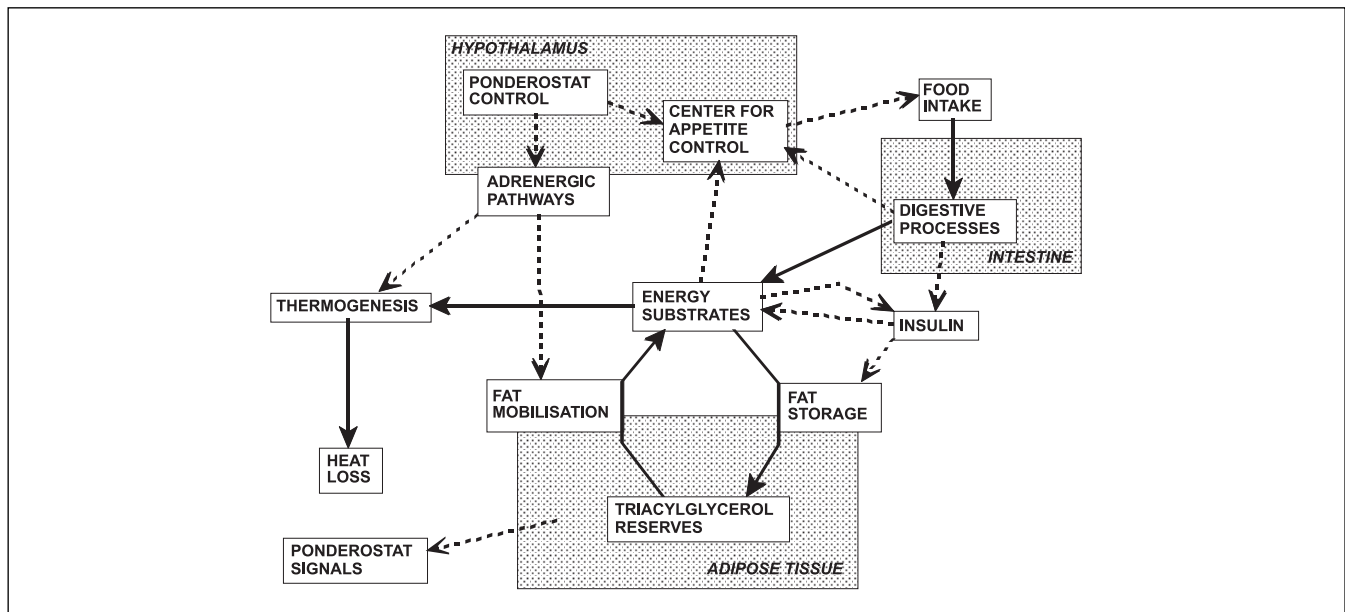 HYPOTHALAMUS
PONDEROSTAT
CONTROL
CENTER FOR
APPETITE
CONTROL
FOOD
INTAKE
ADRENERGIC
PATHWAYS
DIGESTIVE
PROCESSES
INTESTINE
THERMOGENESIS
ENERGY
SUBSTRATES
INSULIN
FAT
MOBILISATION
FAT
STORAGE
HEAT
LOSS
TRIACYLGLYCEROL
RESERVES
PONDEROSTAT
SIGNALS
ADIPOSE TISSUE